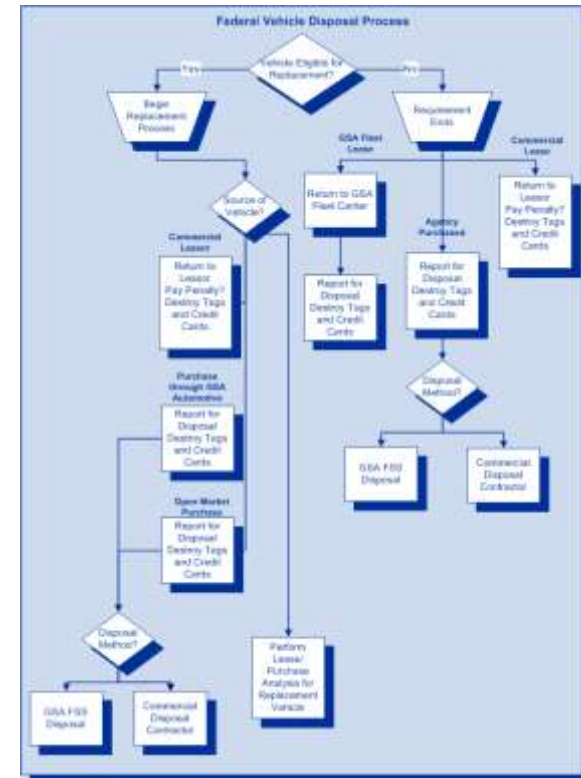 Federal Vehicle Disposal Process
Vehicle Eligible for
Replacement?
Yes
No
Begin
Replacement
Process
Requirement
Ends
GSA Fleet
Lease
Commercial
Lease
Source of
Vehicle?
Return to GSA
Fleet Center
Return to
Lessor
Pay Penalty?
Destroy Tags
and Credit
Cards
Agency
Purchased
Commercial
Lease
Return to
Lessor
Pay Penalty?
Destroy Tags
and Credit
Cards
Report for
Disposal
Destroy Tags
and Credit
Cards
Report for
Disposal
Destroy Tags
and Credit
Cards
Purchase
through GSA
Automotive
Report for
Disposal
Destroy Tags
and Credit
Cards
Disposal
Method?
GSA FSS
Disposal
Commercial
Disposal
Contractor
Open Market
Purchase
Report for
Disposal
Destroy Tags
and Credit
Cards
Disposal
Method?
Perform
Lease/
Purchase
Analysis for
Replacement
Vehicle
GSA FSS
Disposal
Commercial
Disposal
Contractor